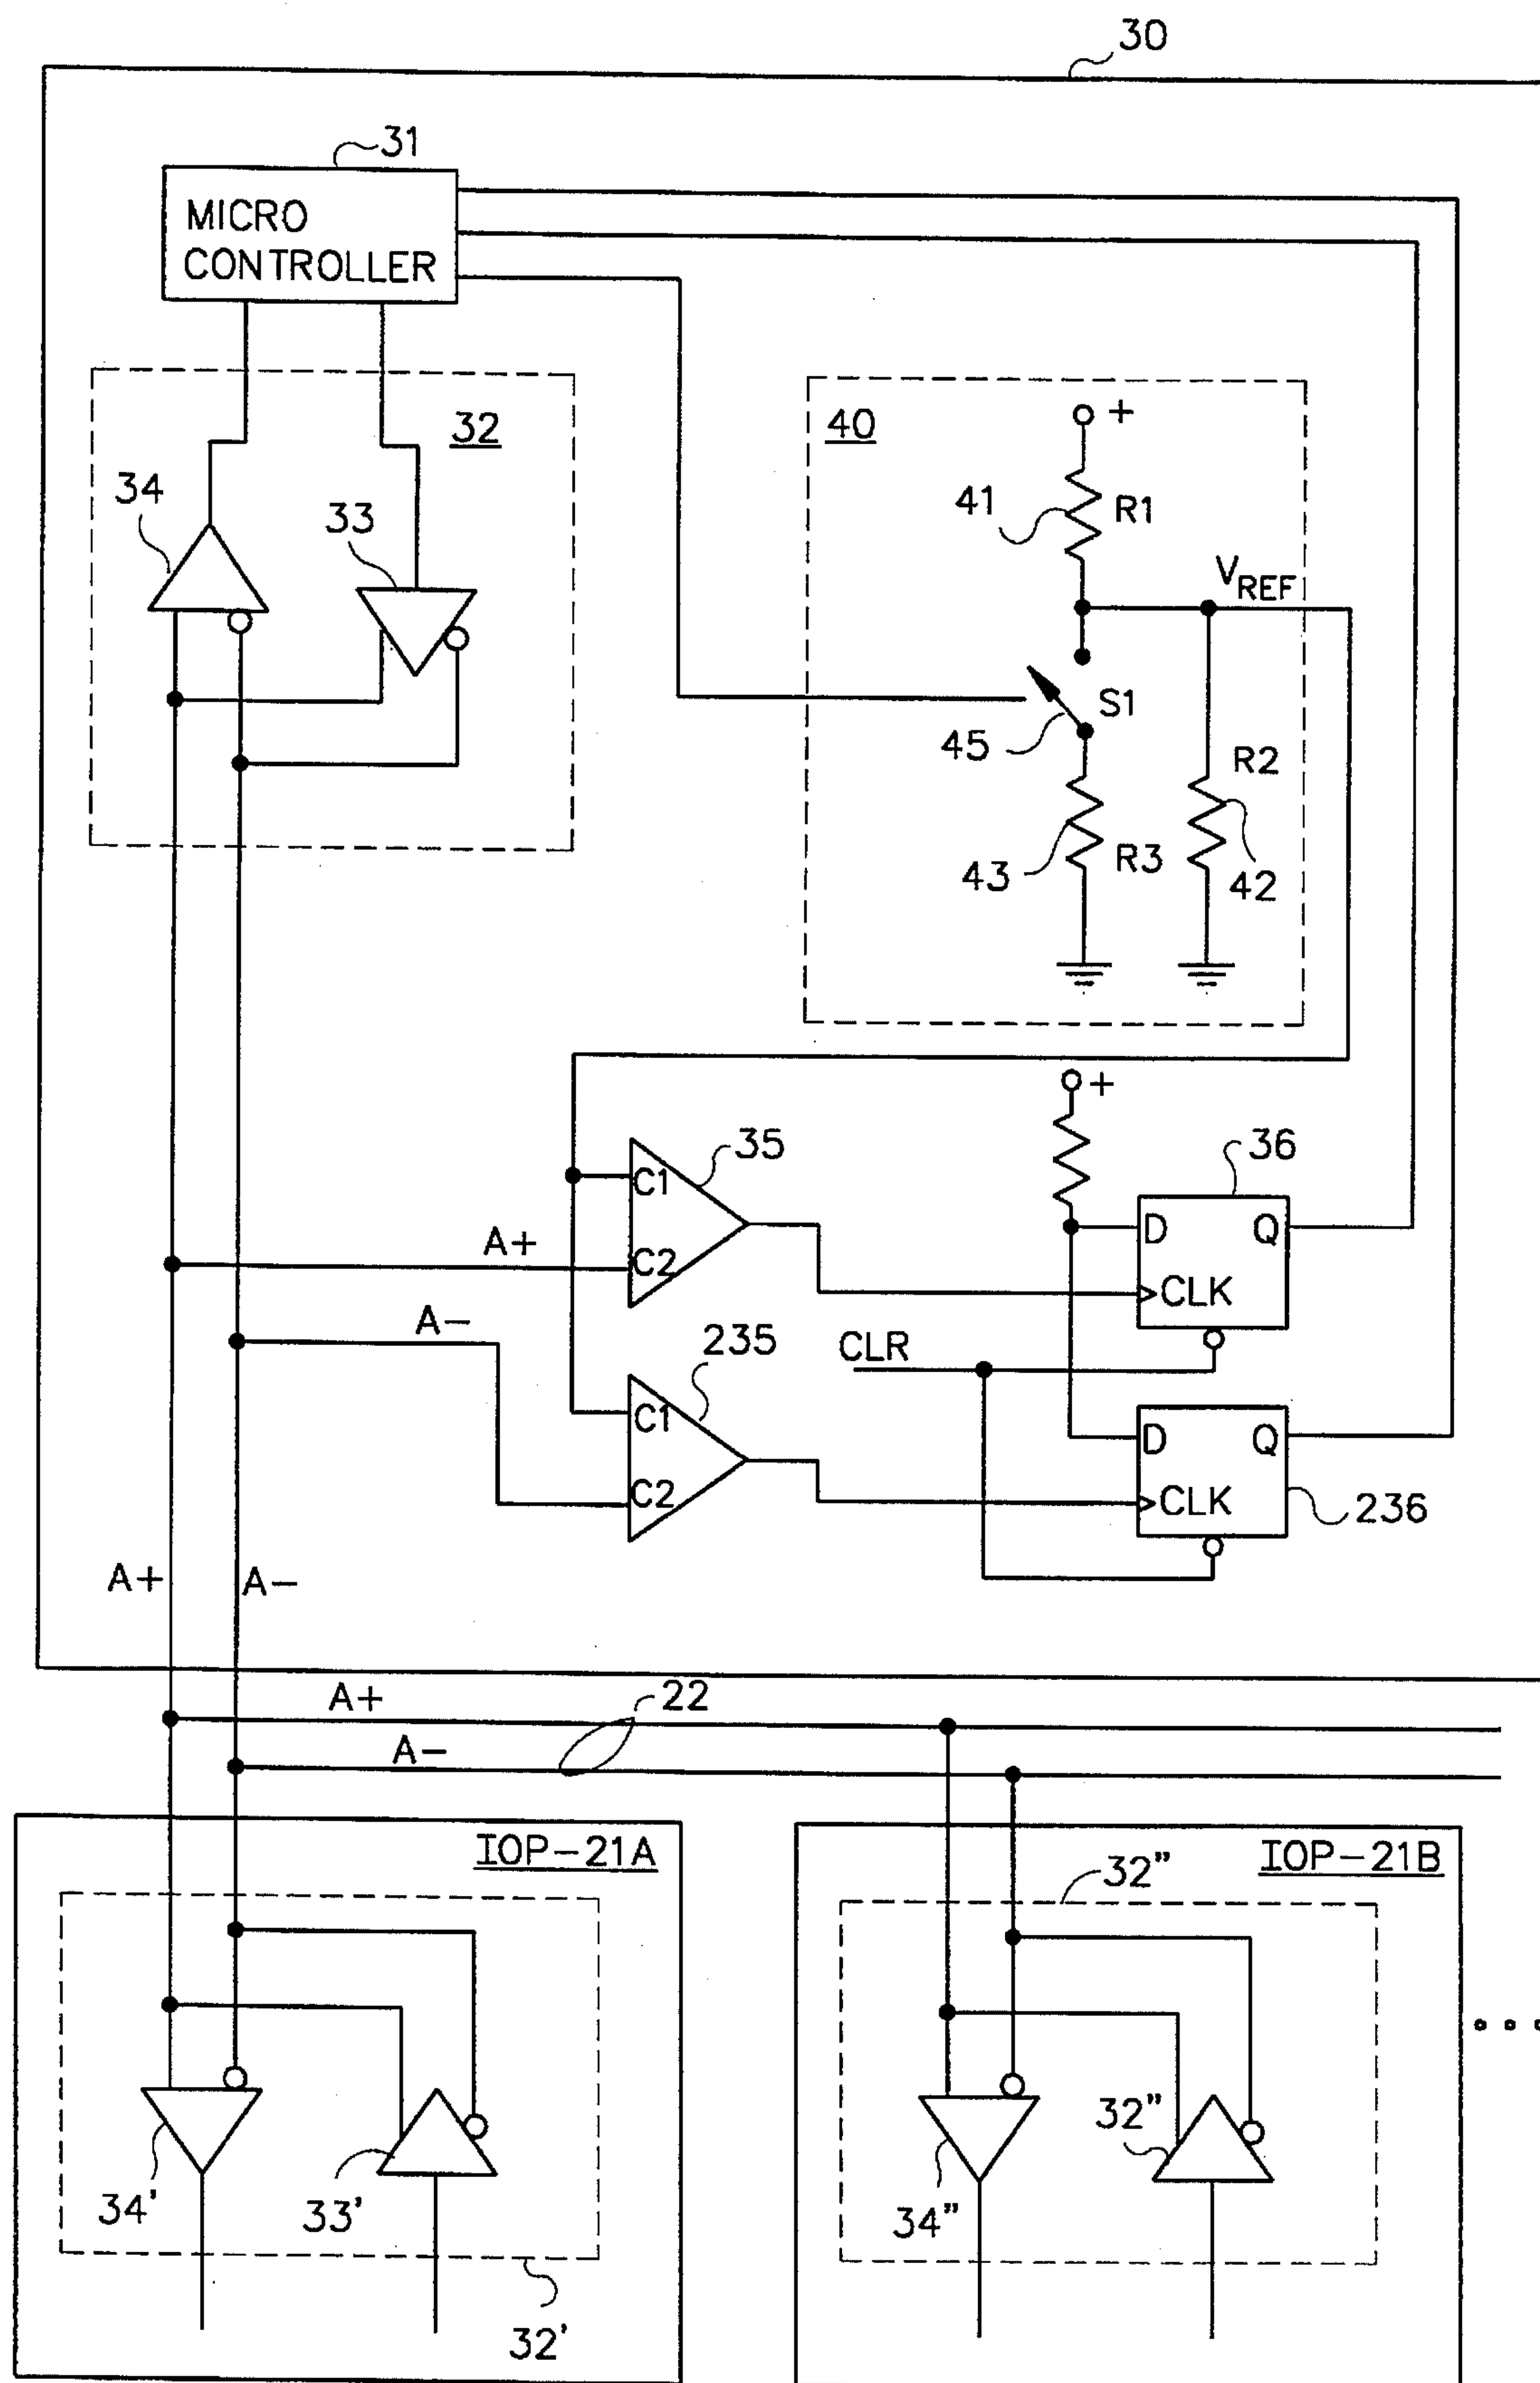 30
31
MICRO
CONTROLLER
32
34
33
40
+
41
R1
VREF
S1
45
R2
43
R3
42
+
35
36
C1
D
Q
A+
C2
CLK
A-
235
CLR
C1
D
Q
C2
CLK
236
A+
A-
A+
22
A-
IOP-21A
IOP-21B
32"
32"
34'
33'
34"
32'